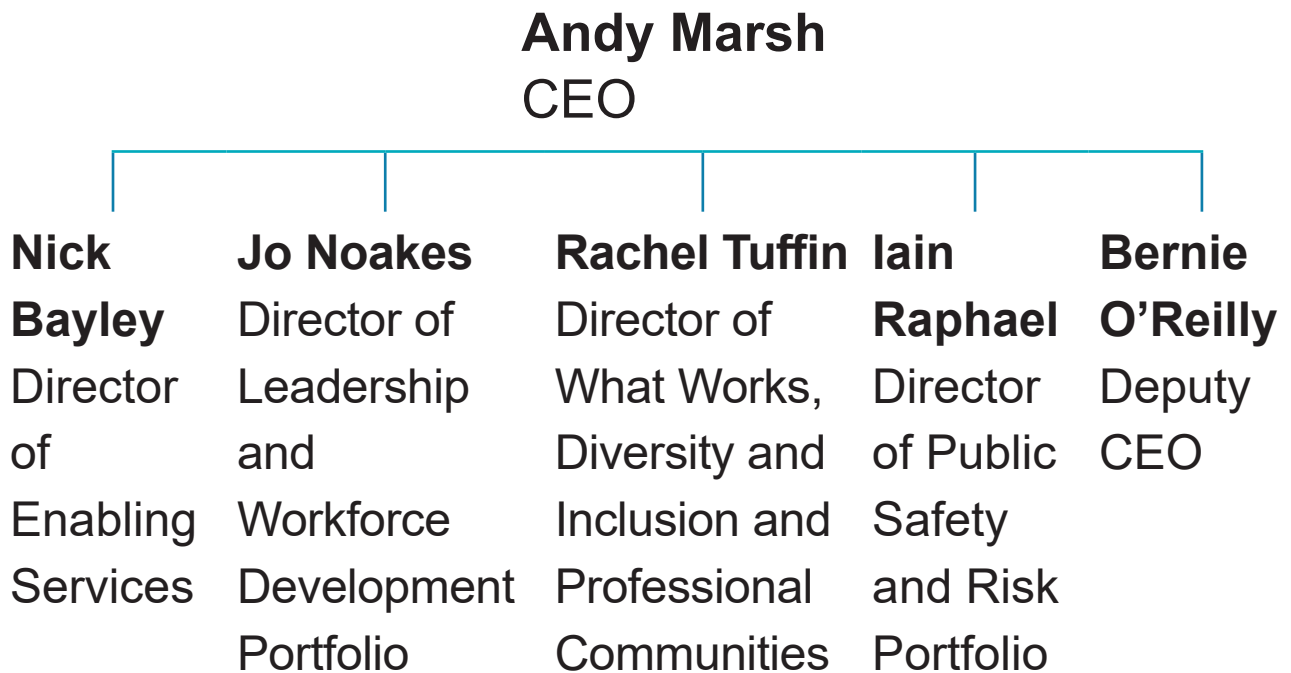 Andy Marsh
CEO
Nick
Bayley
Director
of
Enabling
Services
Jo Noakes
Director of
Leadership
and
Workforce
Development
Portfolio
Rachel Tuffin
Director of
What Works,
Diversity and
Inclusion and
Professional
Communities
Iain
Raphael
Director
of Public
Safety
and Risk
Portfolio
Bernie
O’Reilly
Deputy
CEO